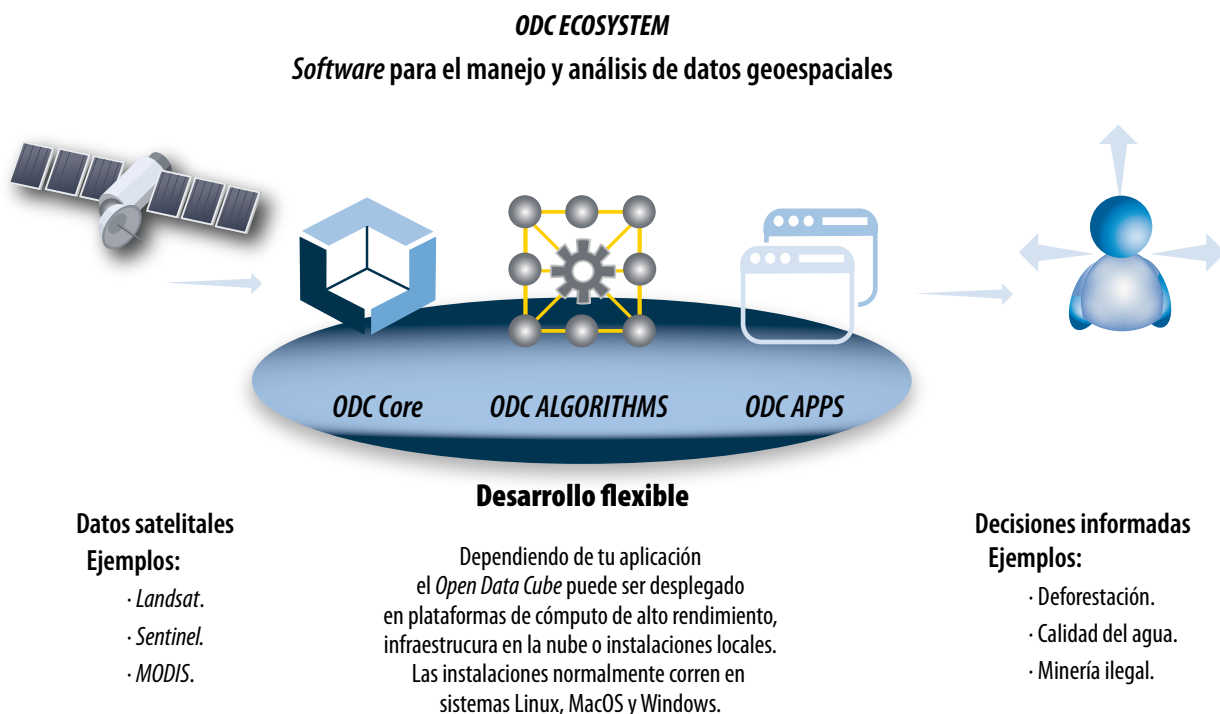 ODC ECOSYSTEM
Software para el manejo y análisis de datos geoespaciales
ODC Core
ODC ALGORITHMS
ODC APPS
Desarrollo flexible
Dependiendo de tu aplicación
el Open Data Cube puede ser desplegado
en plataformas de cómputo de alto rendimiento,
infraestrucura en la nube o instalaciones locales.
Las instalaciones normalmente corren en
sistemas Linux, MacOS y Windows.
Datos satelitales
Ejemplos:
· Landsat.
· Sentinel.
· MODIS.
Decisiones informadas
Ejemplos:
· Deforestación.
· Calidad del agua.
· Minería ilegal.